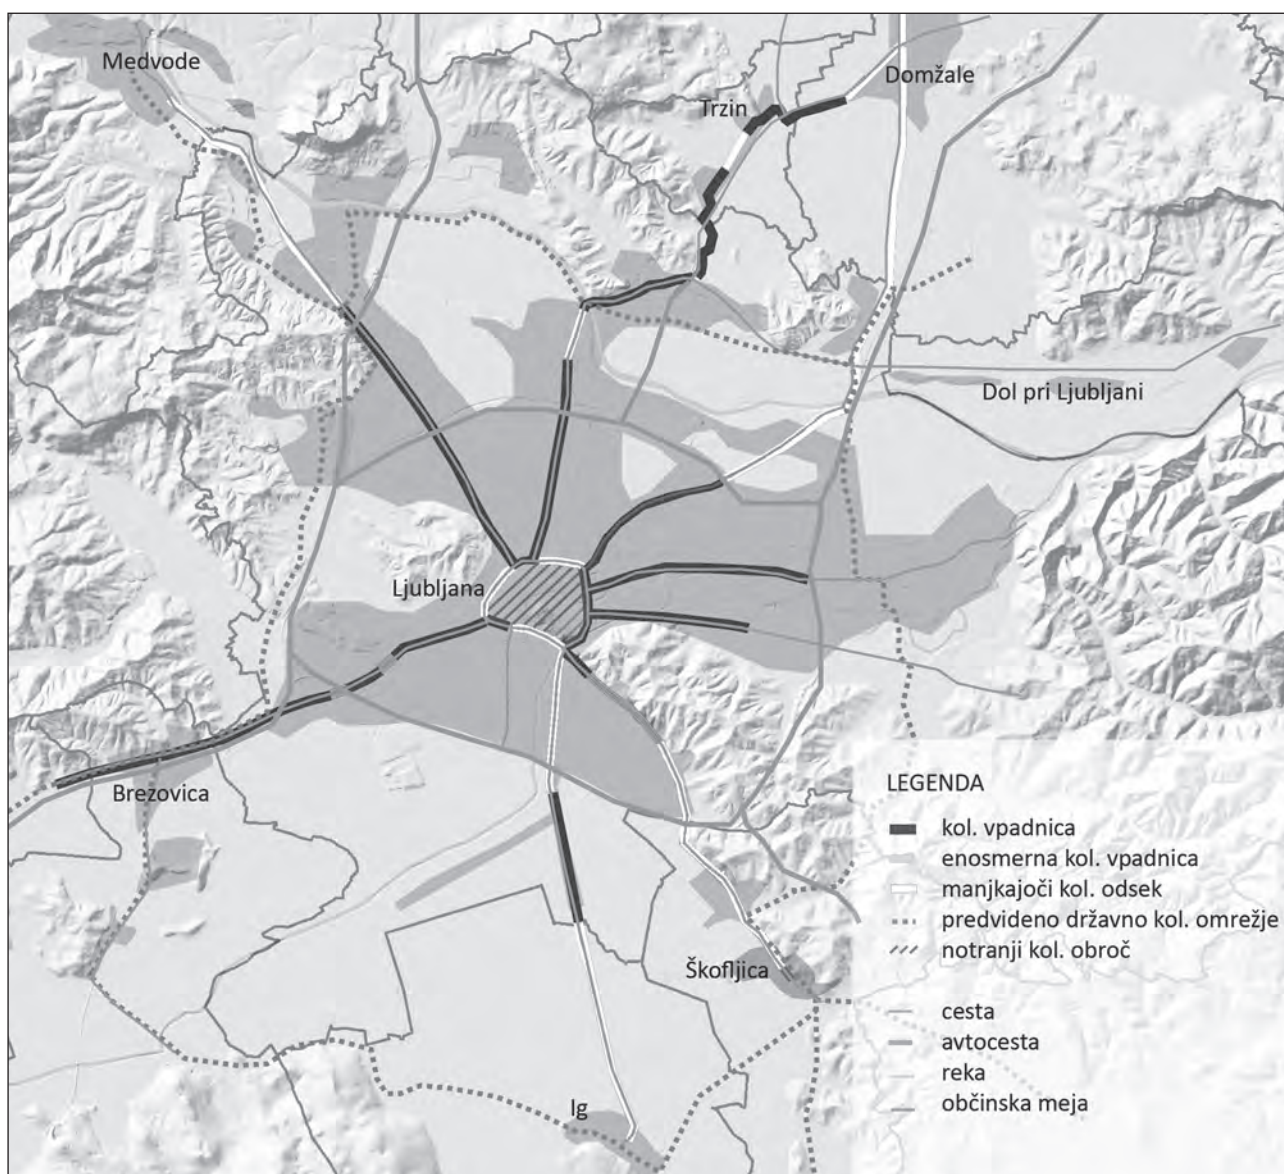 Medvode
Domžale
Trzin
Dol pri Ljubljani
Ljubljana
Brezovica
Škofljica
Ig
LEGENDA
kol. vpadnica
enosmerna kol. vpadnica
manjkajoči kol. odsek
predvideno državno kol. omrežje
notranji kol. obroč
cesta
avtocesta
reka
občinska meja